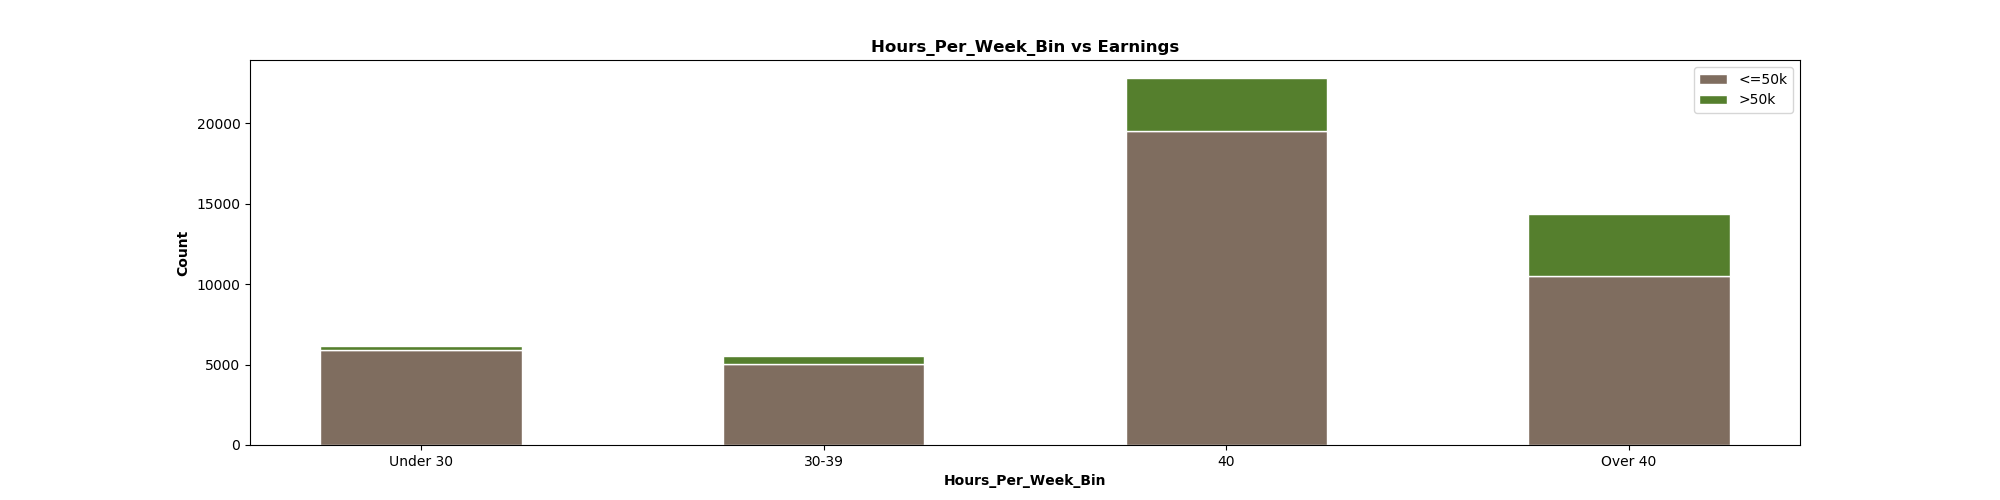 Hours_Per_Week_Bin vs Earnings
<=50k
>50k
20000
15000
10000
5000
0
Count
Under 30
30-39
40
Over 40
Hours_Per_Week_Bin